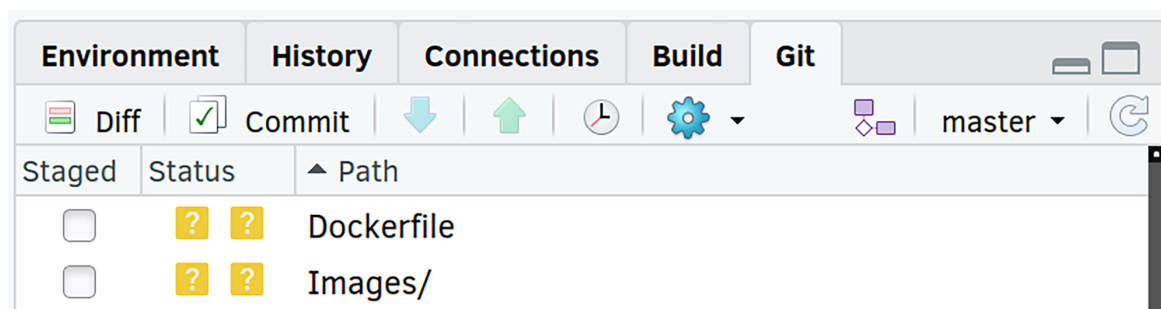 Environment History Connections Build Git
Diff Commit master
Staged Status Path
? ? Dockerfile
? ? Images/